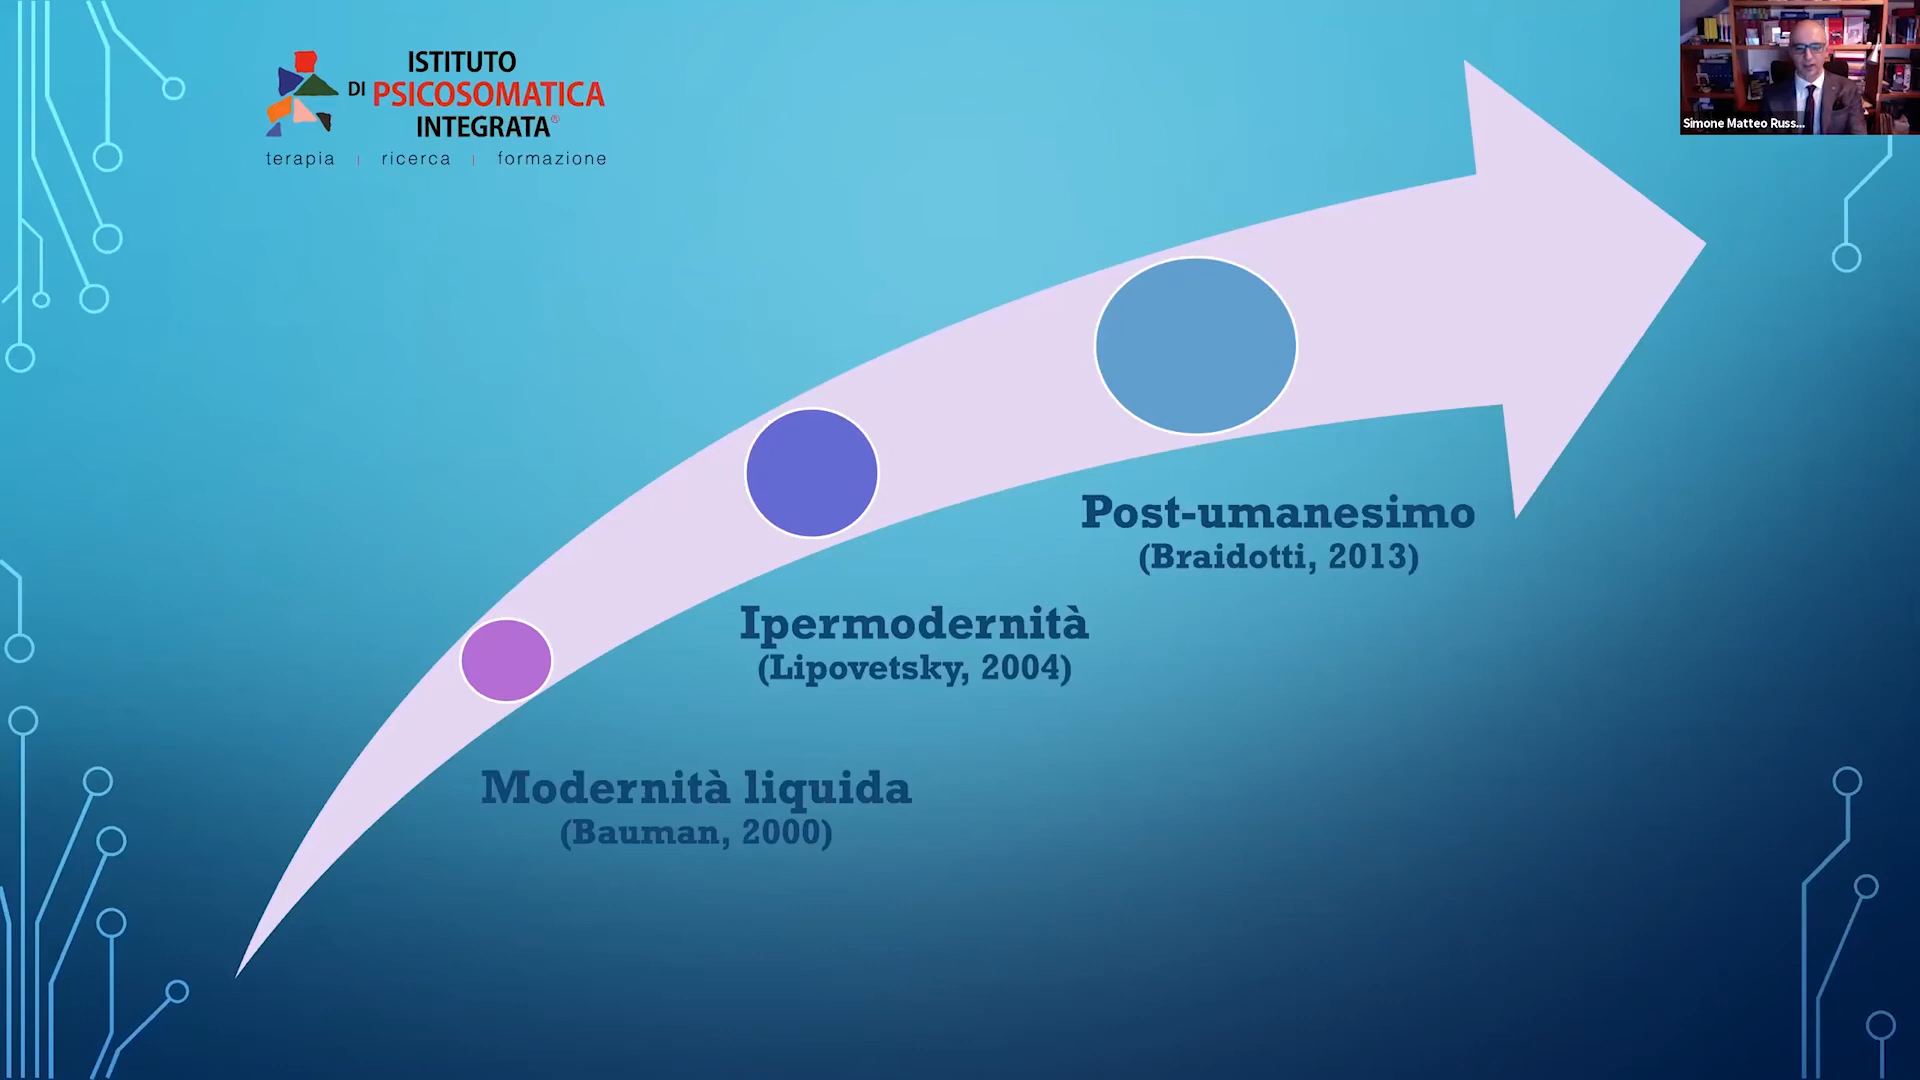 ISTITUTO
DI PSICOSOMATICA
INTEGRATA®
terapia | ricerca | formazione
Simone Matteo Russ...
Post-umanesimo
(Braidotti, 2013)
Ipermodernità
(Lipovetsky, 2004)
Modernità liquida
(Bauman, 2000)